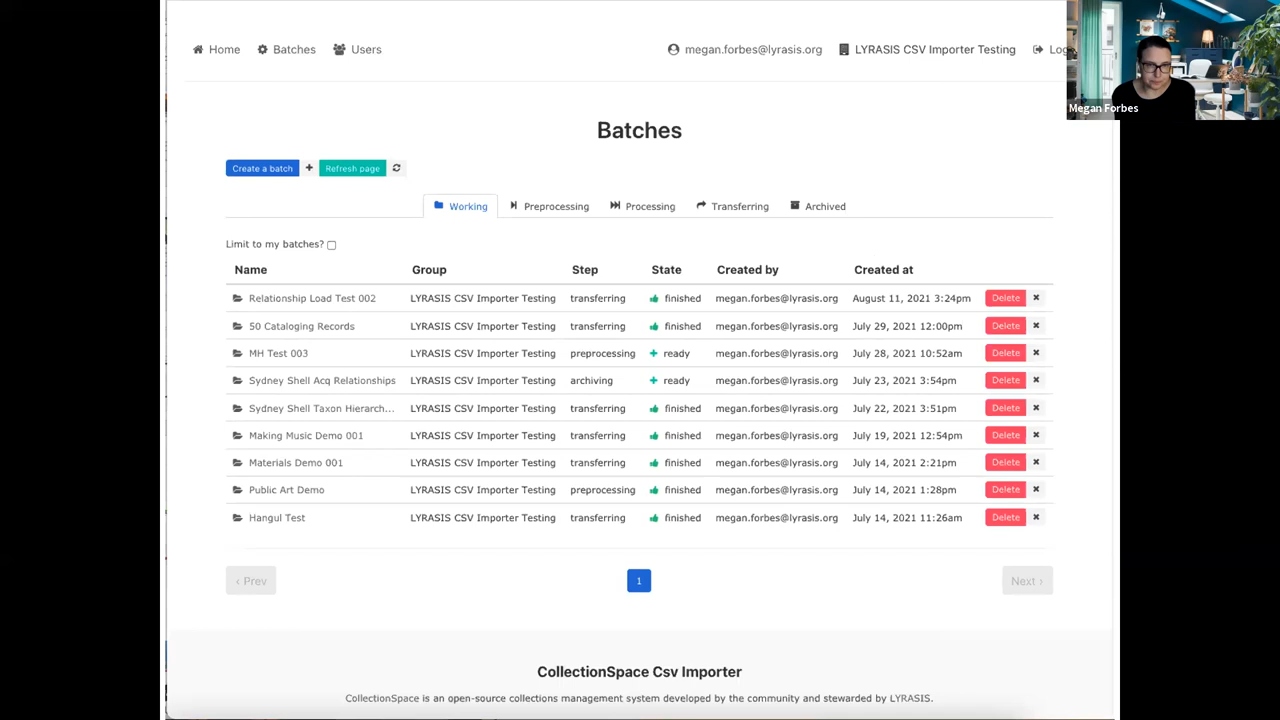 Home Batches Users megan.forbes@lyrasis.org LYRASIS CSV Importer Testing
Megan Forbes
Batches
Create a batch Refresh page
Working Preprocessing Processing Transferring Archived
Limit to my batches?
Name Group Step State Created by Created at
Relationship Load Test 002 LYRASIS CSV Importer Testing transferring finished megan.forbes@lyrasis.org August 11, 2021 3:24pm Delete
50 Cataloging Records LYRASIS CSV Importer Testing transferring finished megan.forbes@lyrasis.org July 29, 2021 12:00pm Delete
MH Test 003 LYRASIS CSV Importer Testing preprocessing ready megan.forbes@lyrasis.org July 28, 2021 10:52am Delete
Sydney Shell Acq Relationships LYRASIS CSV Importer Testing archiving ready megan.forbes@lyrasis.org July 23, 2021 3:54pm Delete
Sydney Shell Taxon Hierarch... LYRASIS CSV Importer Testing transferring finished megan.forbes@lyrasis.org July 22, 2021 3:51pm Delete
Making Music Demo 001 LYRASIS CSV Importer Testing transferring finished megan.forbes@lyrasis.org July 19, 2021 12:54pm Delete
Materials Demo 001 LYRASIS CSV Importer Testing transferring finished megan.forbes@lyrasis.org July 14, 2021 2:21pm Delete
Public Art Demo LYRASIS CSV Importer Testing preprocessing finished megan.forbes@lyrasis.org July 14, 2021 1:28pm Delete
Hangul Test LYRASIS CSV Importer Testing transferring finished megan.forbes@lyrasis.org July 14, 2021 11:26am Delete
‹ Prev 1 Next ›
CollectionSpace Csv Importer
CollectionSpace is an open-source collections management system developed by the community and stewarded by LYRASIS.